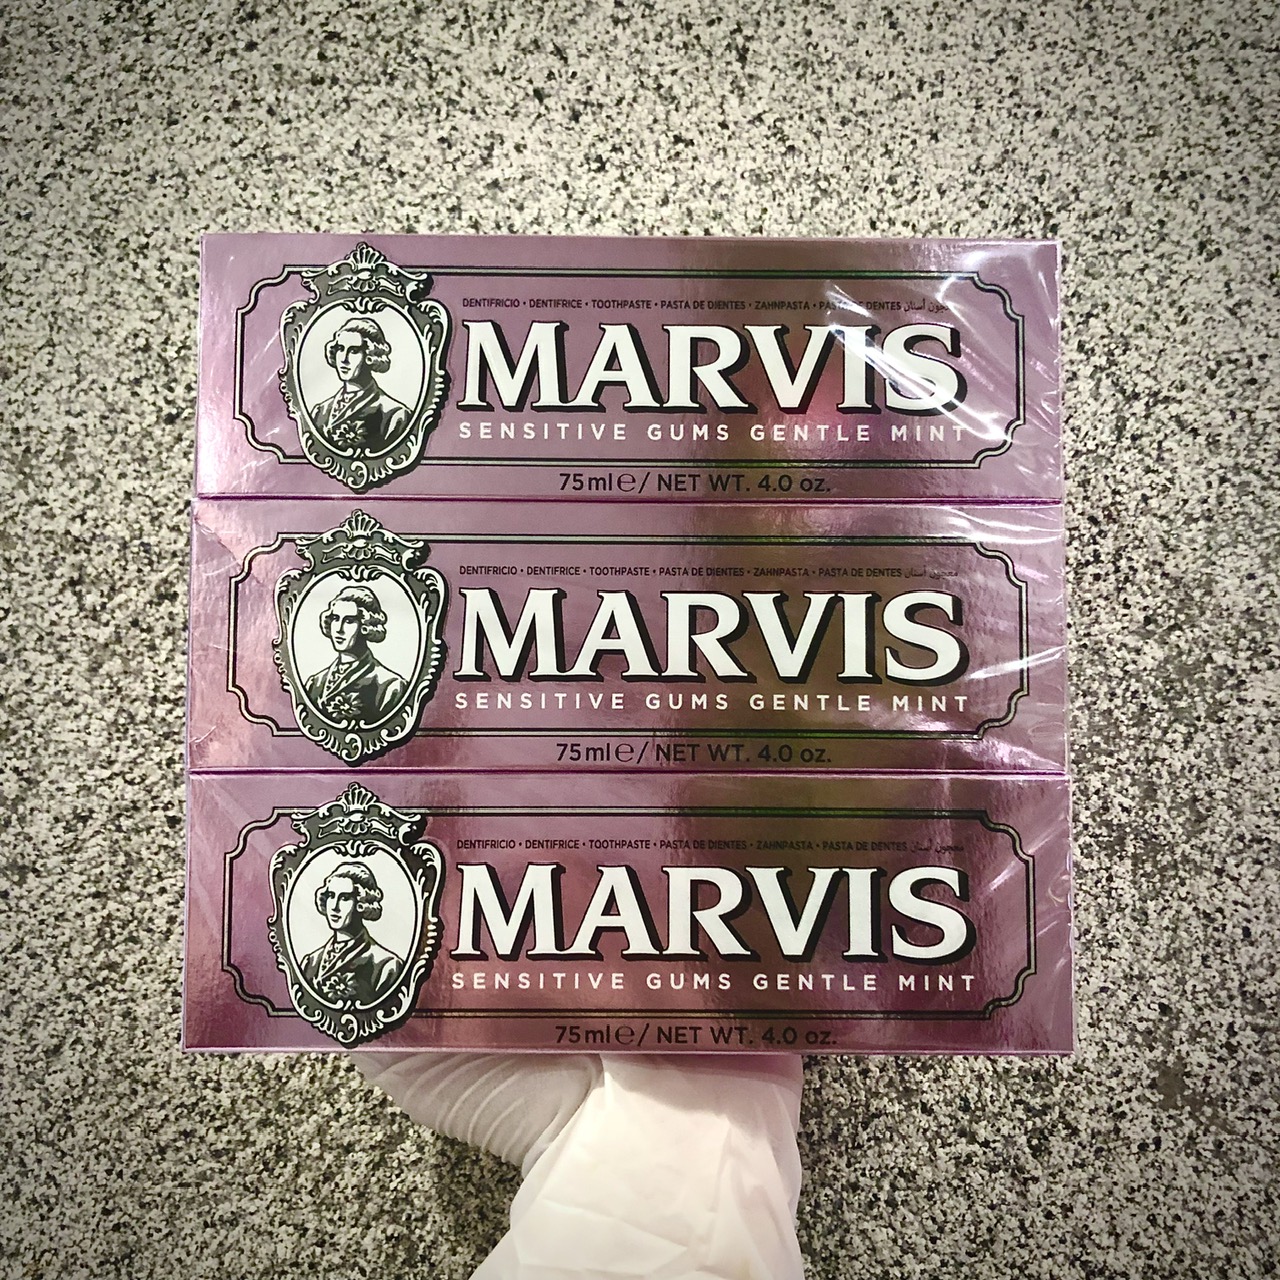 DENTIFRICIO • DENTIFRICE • TOOTHPASTE • PASTA DE DIENTES • ZAHNPASTA • PASTA DE DENTES معجون أسنان
MARVIS
SENSITIVE GUMS GENTLE MINT
75ml℮/ NET WT. 4.0 oz.
DENTIFRICIO • DENTIFRICE • TOOTHPASTE • PASTA DE DIENTES • ZAHNPASTA • PASTA DE DENTES معجون أسنان
MARVIS
SENSITIVE GUMS GENTLE MINT
75ml℮/ NET WT. 4.0 oz.
DENTIFRICIO • DENTIFRICE • TOOTHPASTE • PASTA DE DIENTES • ZAHNPASTA • PASTA DE DENTES معجون أسنان
MARVIS
SENSITIVE GUMS GENTLE MINT
75ml℮/ NET WT. 4.0 oz.